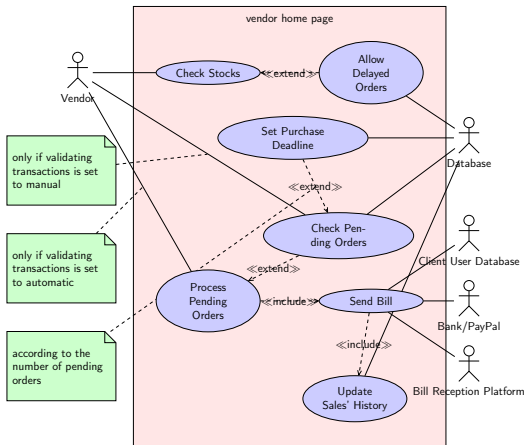 vendor home page
Check Stocks
≪extend≫
Allow
Delayed
Orders
Vendor
Set Purchase
Deadline
Database
only if validating
transactions is set
to manual
≪extend≫
Check Pen-
ding Orders
only if validating
transactions is set
to automatic
Client User Database
≪extend≫
Process
Pending
Orders
≪include≫
Send Bill
Bank/PayPal
according to the
number of pending
orders
≪include≫
Update
Sales' History
Bill Reception Platform